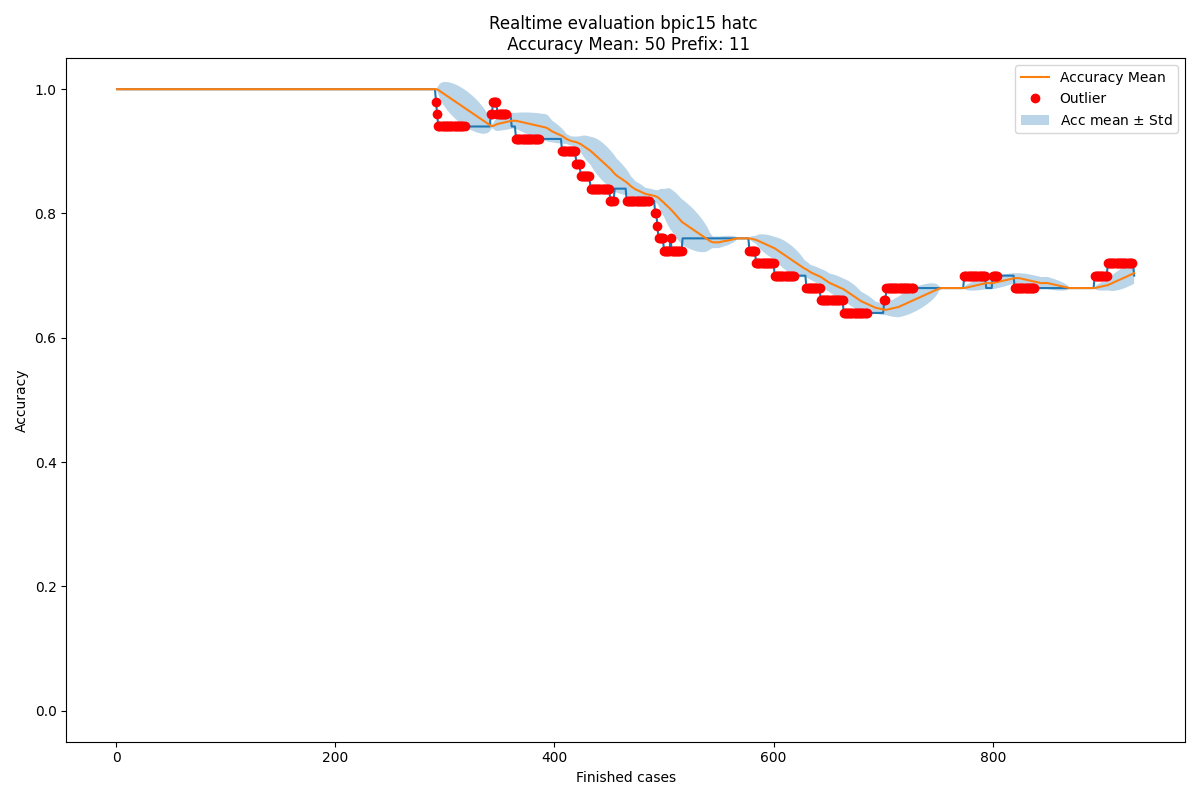 Realtime evaluation bpic15 hatc
Accuracy Mean: 50 Prefix: 11
Accuracy Mean
Outlier
Acc mean ± Std
1.0
0.8
0.6
0.4
0.2
0.0
Accuracy
0 200 400 600 800
Finished cases